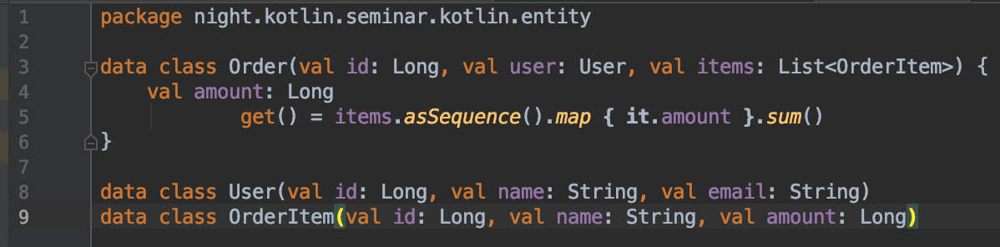 1 package night.kotlin.seminar.kotlin.entity
2
3 data class Order(val id: Long, val user: User, val items: List<OrderItem>) {
4     val amount: Long
5         get() = items.asSequence().map { it.amount }.sum()
6 }
7
8 data class User(val id: Long, val name: String, val email: String)
9 data class OrderItem(val id: Long, val name: String, val amount: Long)